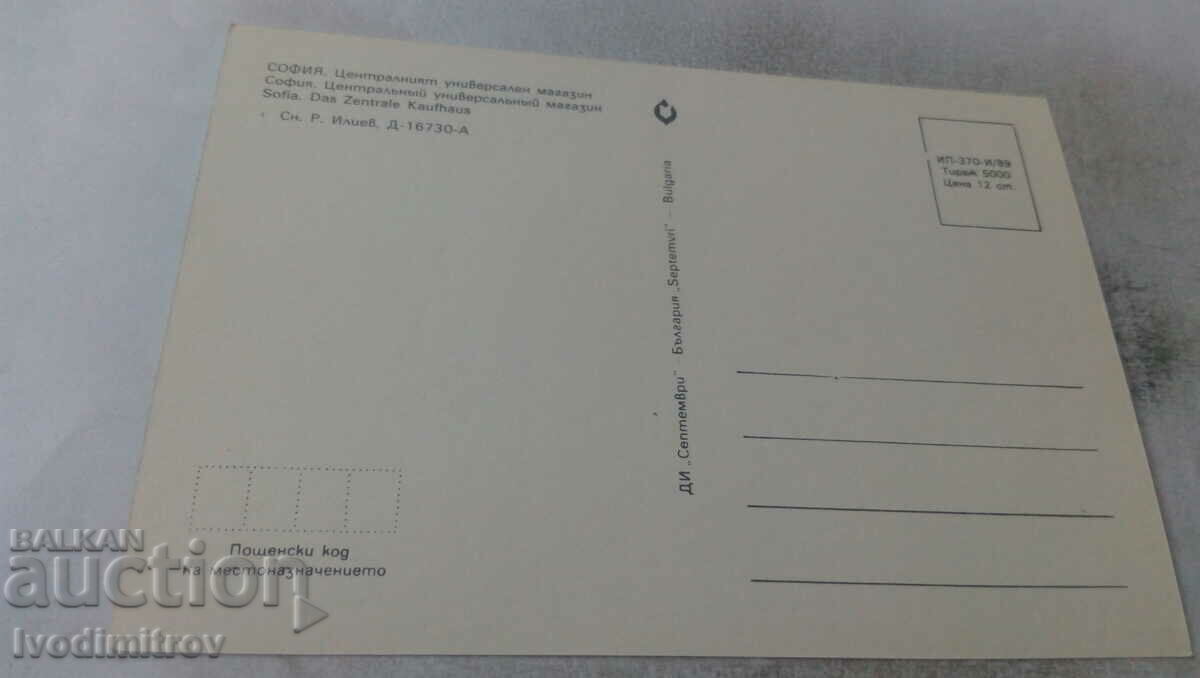 СОФИЯ. Централният универсален магазин
София. Центральный универсальный магазин
Sofia. Das Zentrale Kaufhaus
Сн. Р. Илиев, Д-16730-А
ИП-370-И/89
Тираж 5000
Цена 12 ст.
ДИ „Септември" – България „Septemvri" – Bulgaria
Пощенски код
на местоназначението
BALKAN
auction
Ivodimitrov